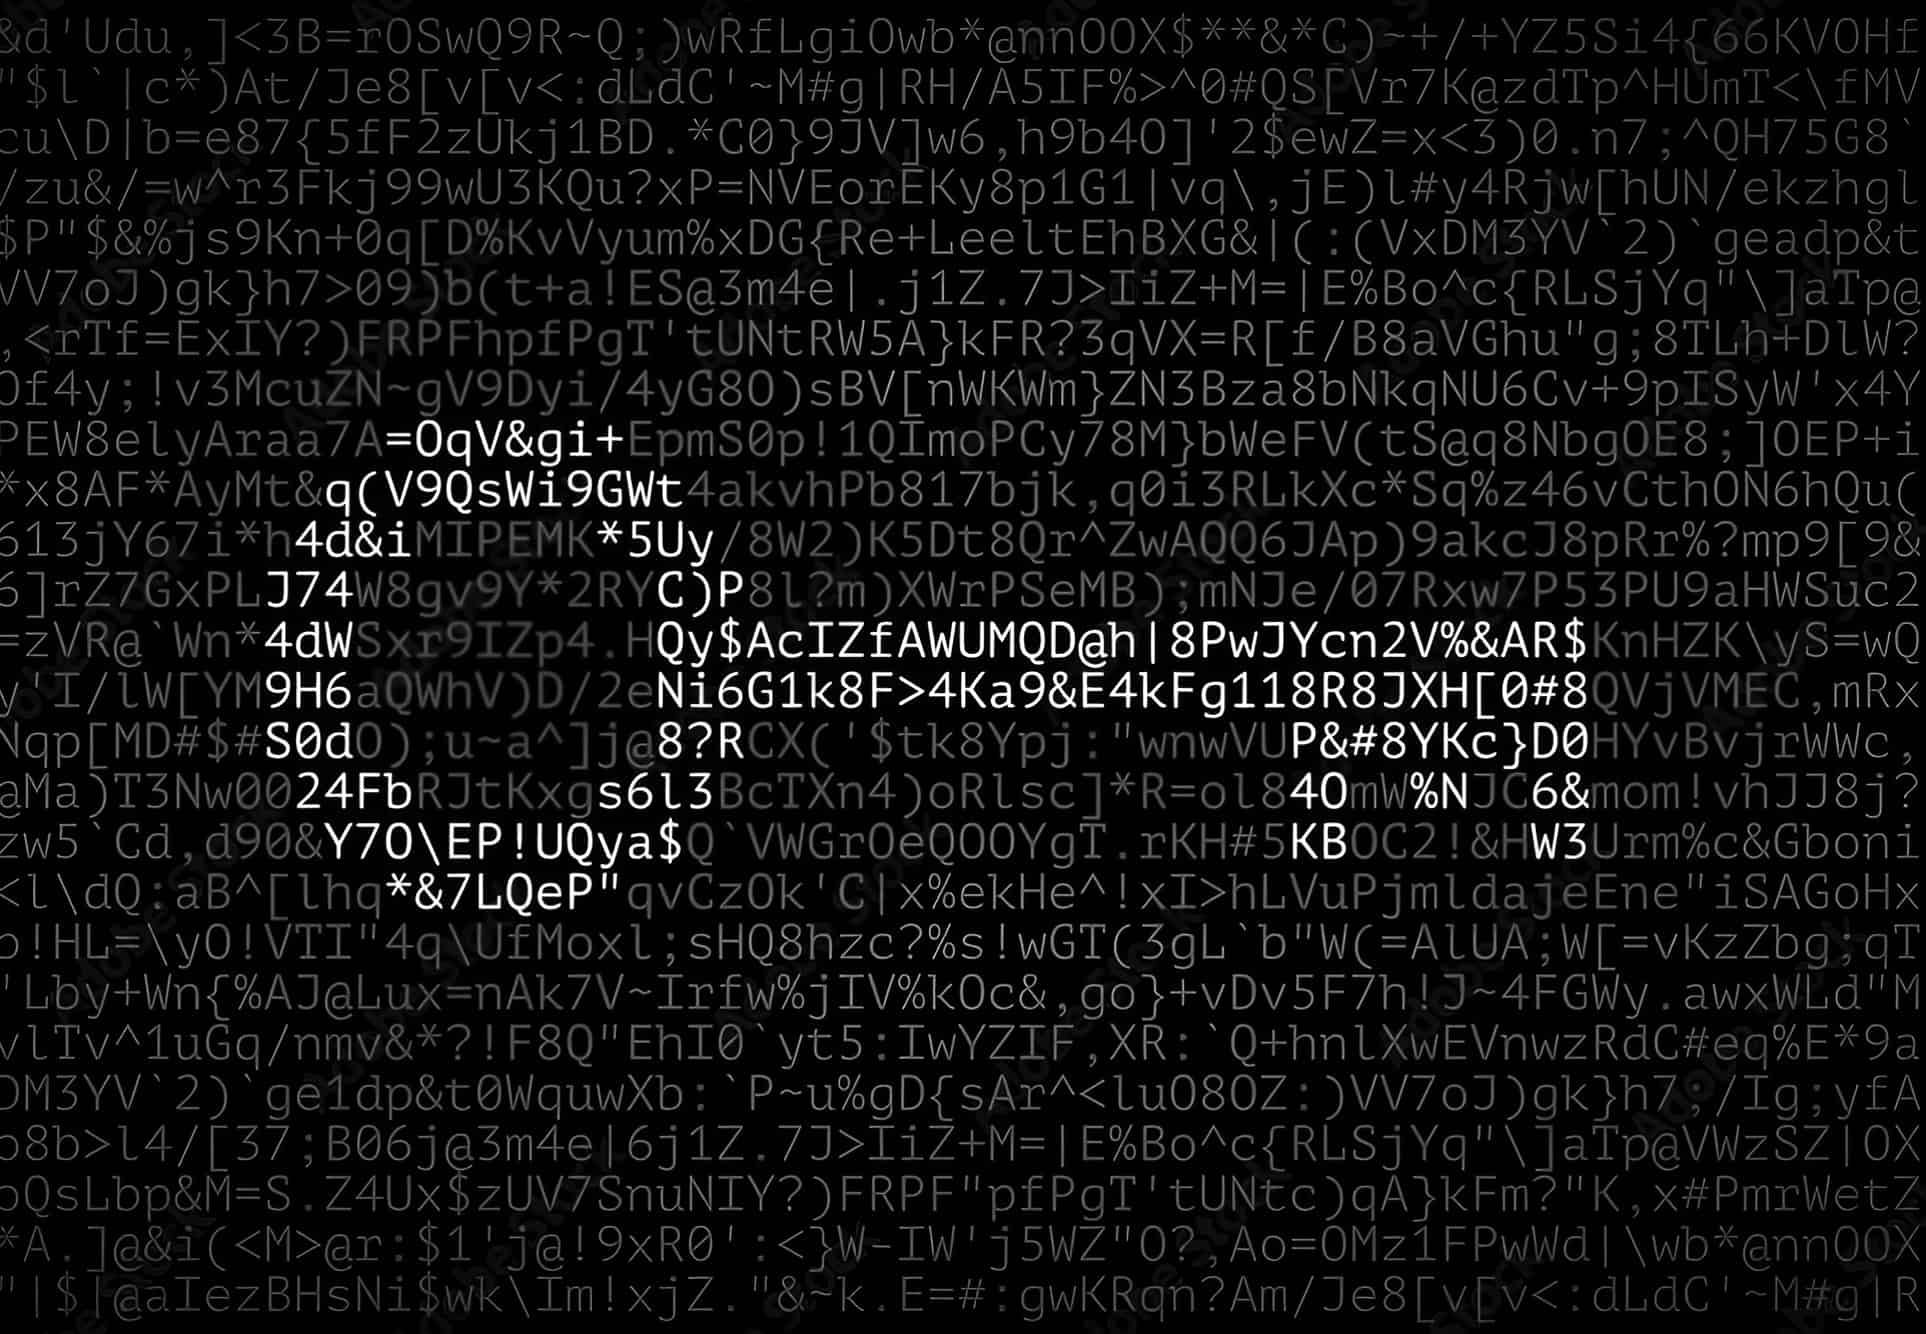 &d'Udu,]<3B=rOSwQ9R~Q;)wRfLgiOwb*@nnOOX$**&*C)~+/+YZ5Si4{66KVOHf
"$l`|c*)At/Je8[v[v<:dLdC'~M#g|RH/A5IF%>^0#QS[Vr7K@zdTp^HUmT<\fMV
cu\D|b=e87{5fF2zUkj1BD.*C0}9JV]w6,h9b4O]'2$ewZ=x<3)0.n7;^QH75G8`
/zu&/=w^r3Fkj99wU3KQu?xP=NVEorEKy8p1G1|vq\,jE)l#y4Rjw[hUN/ekzhgl
$P"$&%js9Kn+0q[D%KvVyum%xDG{Re+LeeltEhBXG&|(:(VxDM3YV`2)`geadp&t
VV7oJ)gk}h7>09)b(t+a!ES@3m4e|.j1Z.7J>IiZ+M=|E%Bo^c{RLSjYq"\]aTp@
,<rTf=ExIY?)FRPFhpfPgT'tUNtRW5A}kFR?3qVX=R[f/B8aVGhu"g;8TLh+DlW?
Of4y;!v3McuZN~gV9Dyi/4yG8O)sBV[nWKWm}ZN3Bza8bNkqNU6Cv+9pISyW'x4Y
PEW8elyAraa7A=OqV&gi+EpmS0p!1QImoPCy78M}bWeFV(tS@q8NbgOE8;]OEP+i
*x8AF*AyMt&q(V9QsWi9GWt4akvhPb817bjk,q0i3RLkXc*Sq%z46vCthON6hQu(
613jY67i*h4d&iMIPEMK*5Uy/8W2)K5Dt8Qr^ZwAQQ6JAp)9akcJ8pRr%?mp9[9&
6]rZ7GxPLJ74W8gv9Y*2RYC)P8l?m)XWrPSeMB);mNJe/07Rxw7P53PU9aHWSuc2
=zVR@`Wn*4dWSxr9IZp4.HQy$AcIZfAWUMQD@h|8PwJYcn2V%&AR$KnHZK\yS=wQ
y'I/lW[YM9H6aQWhV)D/2eNi6G1k8F>4Ka9&E4kFg118R8JXH[0#8QVjVMEC,mRx
Nqp[MD#$#S0dO);u~a^]j@8?RCX('$tk8Ypj:"wnwVUP&#8YKc}D0HYvBvjrWWc,
@Ma)T3Nw0024FbRJtKxgs6l3BcTXn4)oRlsc]*R=ol84OmW%NJC6&mom!vhJJ8j?
zw5`Cd,d90&Y7O\EP!UQya$Q`VWGrOeQOOYgT.rKH#5KBOC2!&HW3Urm%c&Gboni
<l\dQ:aB^[lhq*&7LQeP"qvCzOk'C|x%ekHe^!xI>hLVuPjmldajeEne"iSAGoHx
o!HL=\yO!VTI"4q\UfMoxl;sHQ8hzc?%s!wGT(3gL`b"W(=AlUA;W[=vKzZbg}qT
'Lby+Wn{%AJ@Lux=nAk7V~Irfw%jIV%kOc&,go}+vDv5F7h!J~4FGWy.awxWLd"M
vlTv^1uGq/nmv&*?!F8Q"EhI0`yt5:IwYZIF,XR:`Q+hnlXwEVnwzRdC#eq%E*9a
DM3YV`2)`ge1dp&t0WquwXb:`P~u%gD{sAr^<luO8OZ:)VV7oJ)gk}h7;/Ig;yfA
o8b>l4/[37;B06j@3m4e|6j1Z.7J>IiZ+M=|E%Bo^c{RLSjYq"\]aTp@VWzSZ|OX
oQsLbp&M=S.Z4Ux$zUV7SnuNIY?)FRPF"pfPgT'tUNtc)qA}kFm?"K,x#PmrWetZ
*A.]@&i(<M>@r:$1'j@!9xR0':<}W-IW'j5WZ"O?,Ao=OMz1FPwWd|\wb*@nnOOX
"|$|@aIezBHsNi$wk\Im!xjZ."&~k.E=#:gwKRqn?Am/Je8[v[v<:dLdC'~M#g|R